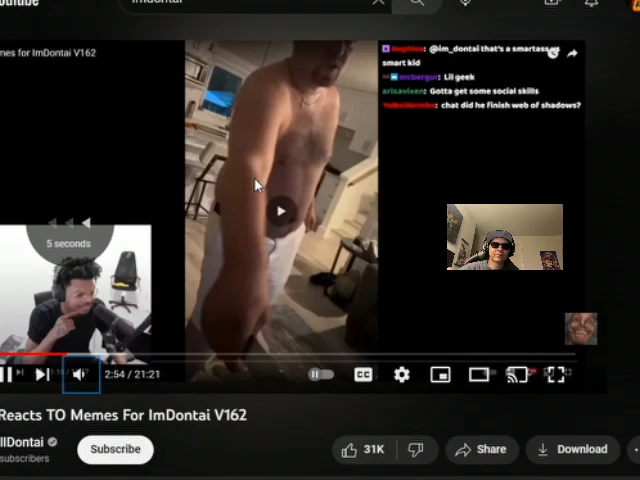 outube
imdontai
mes for ImDontai V162
: @im_dontai that's a smartass
smart kid
mcbergur: Lil geek
arisaviven: Gotta get some social skills
: chat did he finish web of shadows?
5 seconds
2:54 / 21:21
CC
Reacts TO Memes For ImDontai V162
llDontai
subscribers
Subscribe
31K
Share
Download